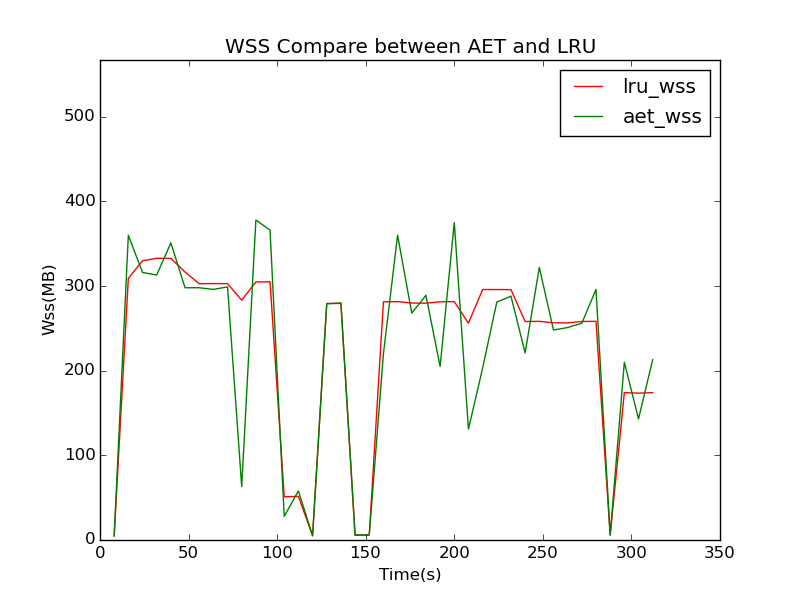 WSS Compare between AET and LRU
lru_wss
aet_wss
500
400
300
200
100
0
Wss(MB)
0 50 100 150 200 250 300 350
Time(s)